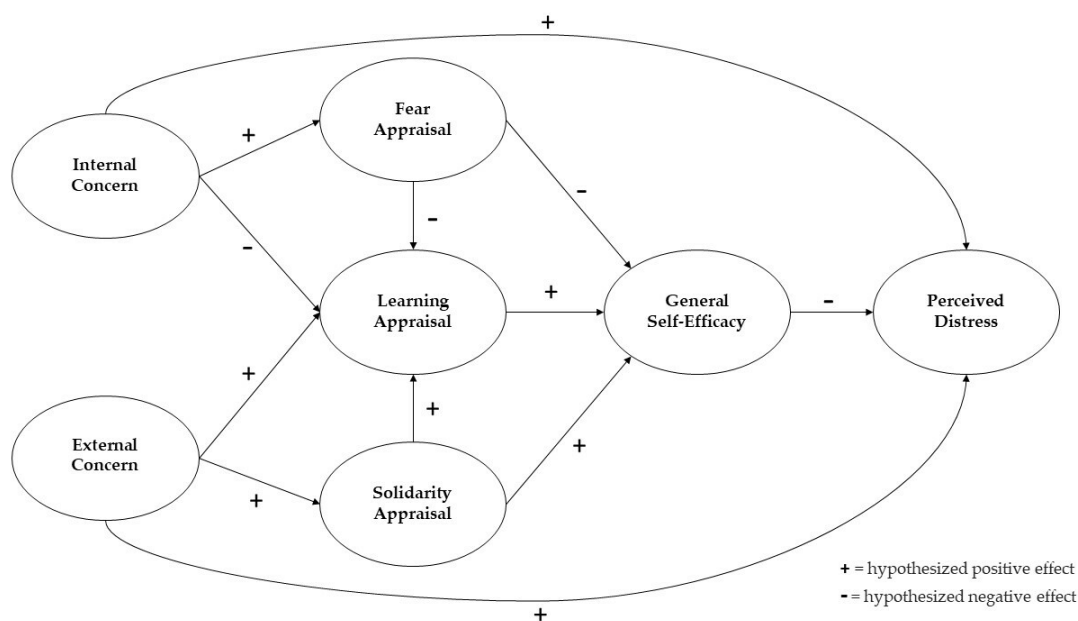 +
Fear
Appraisal
+
Internal
Concern
-
-
-
Learning
Appraisal
+
General
Self-Efficacy
-
Perceived
Distress
+
+
External
Concern
+
+
Solidarity
Appraisal
+ = hypothesized positive effect
- = hypothesized negative effect
+